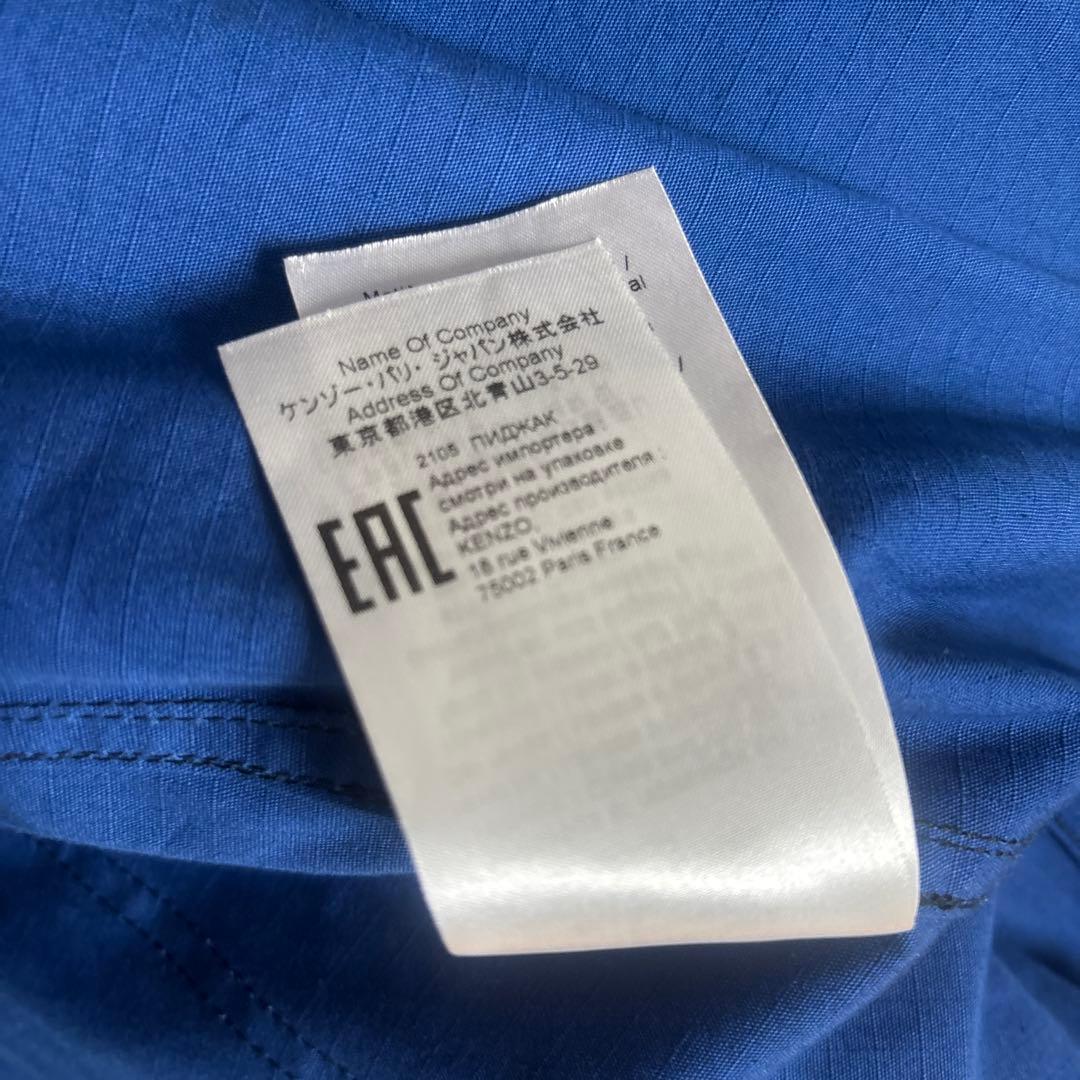 al
Name Of Company
ケンゾー・パリ・ジャパン株式会社
Address Of Company
東京都港区北青山3-5-29
2105 ПИДЖАК
Адрес импортера :
смотри на упаковке
Адрес производителя :
KENZO,
18 rue Vivienne
75002 Paris France
EAC